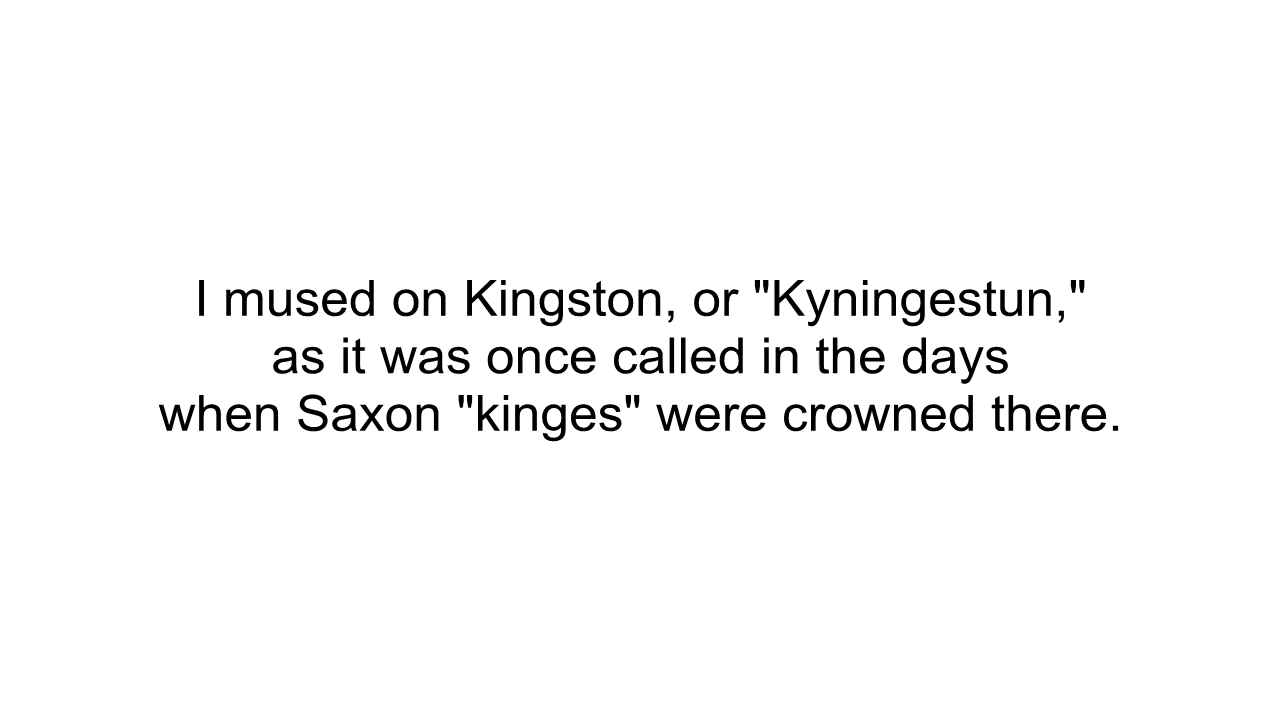 I mused on Kingston, or "Kyningestun,"
as it was once called in the days
when Saxon "kinges" were crowned there.